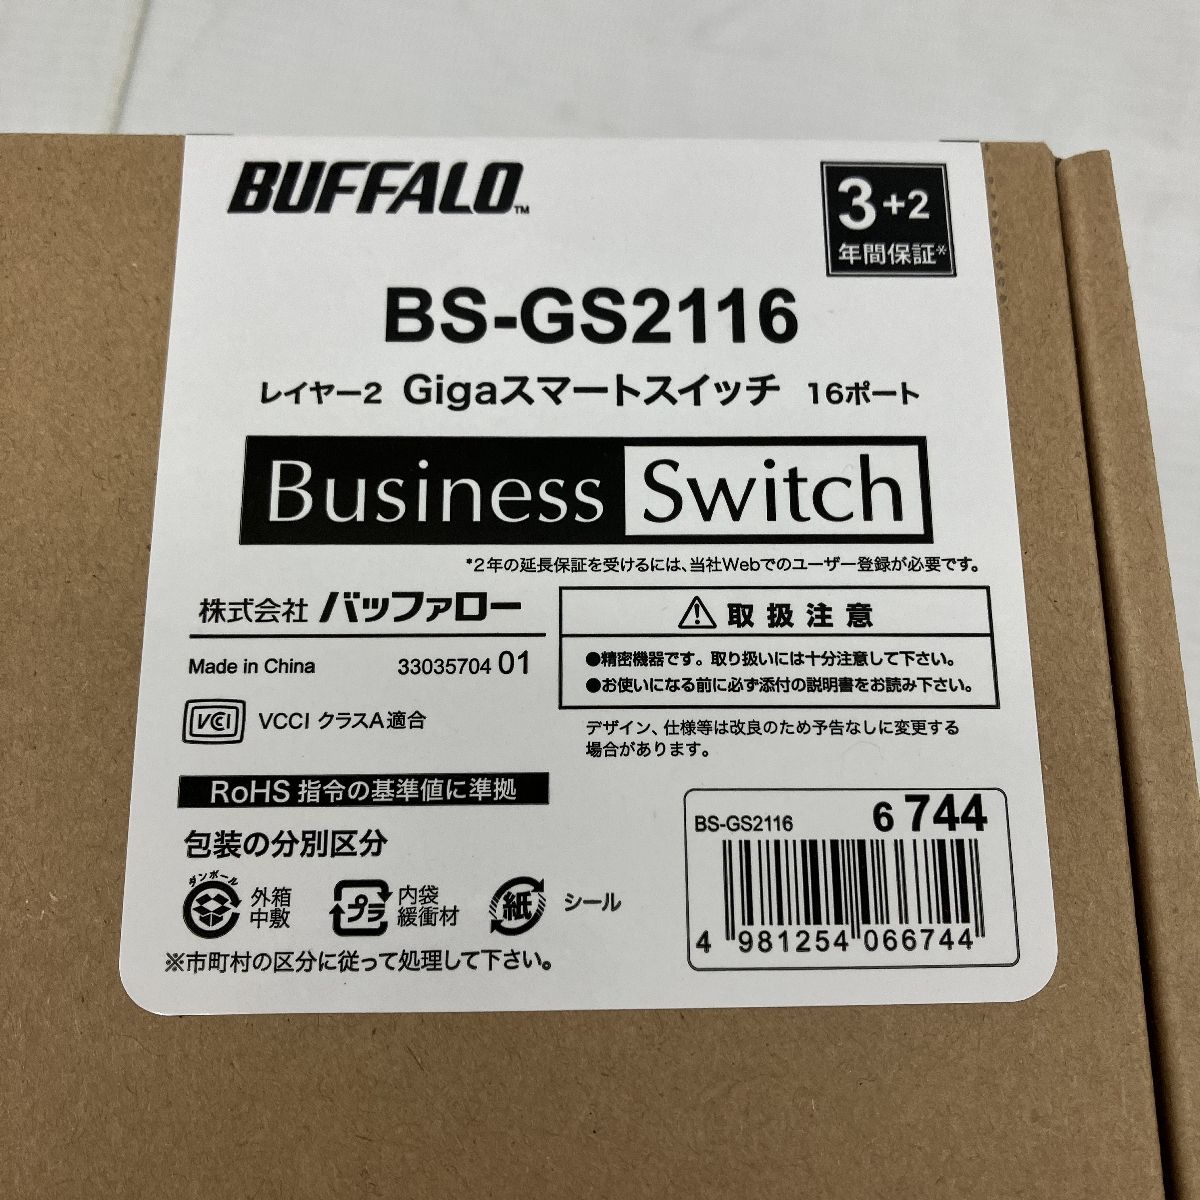 BUFFALO™
3+2
年間保証*
BS-GS2116
レイヤー2 Gigaスマートスイッチ 16ポート
Business Switch
*2年の延長保証を受けるには、当社Webでのユーザー登録が必要です。
株式会社 バッファロー
Made in China 33035704 01
VCCI VCCI クラスA適合
RoHS 指令の基準値に準拠
⚠取扱注意
●精密機器です。取り扱いには十分注意して下さい。
●お使いになる前に必ず添付の説明書をお読み下さい。
デザイン、仕様等は改良のため予告なしに変更する
場合があります。
包装の分別区分
ダンボール
外箱
中敷
プラ
内袋
緩衝材
紙
シール
※市町村の区分に従って処理して下さい。
BS-GS2116 6 744
4 981254 066744